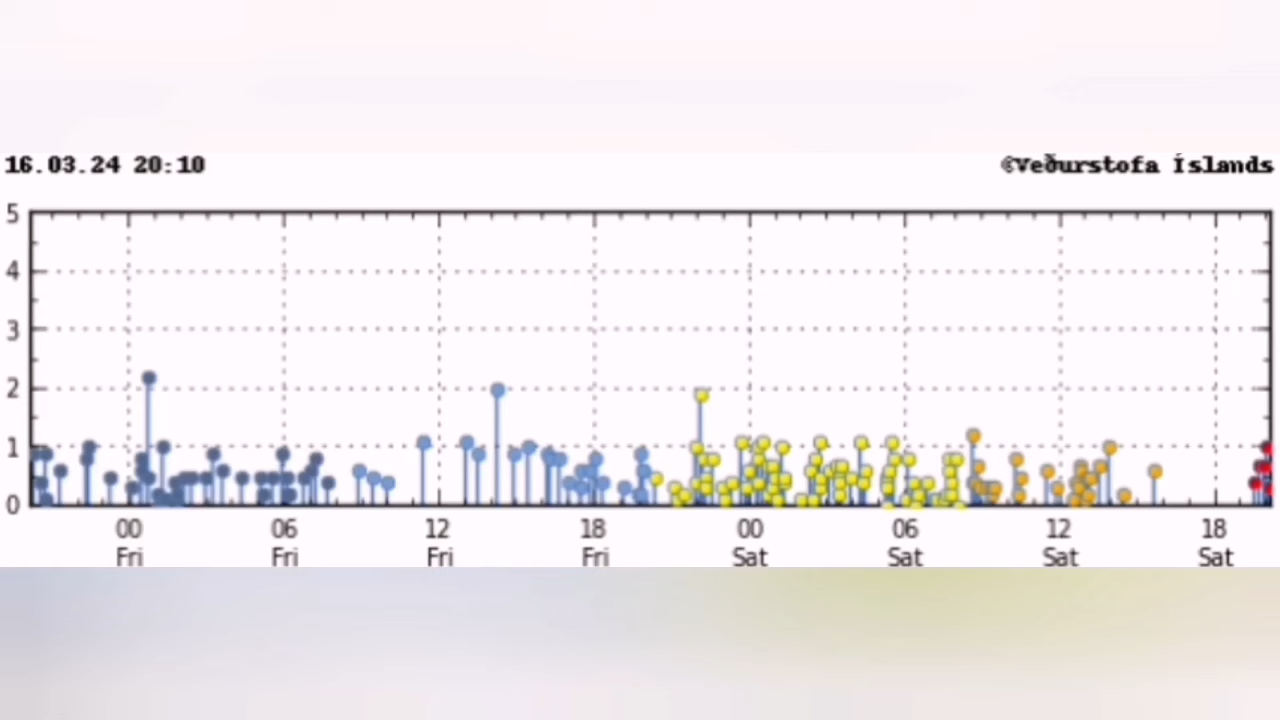 16.03.24 20:10 ©Veðurstofa Íslands
5
4
3
2
1
0
00 06 12 18 00 06 12 18
Fri Fri Fri Fri Sat Sat Sat Sat